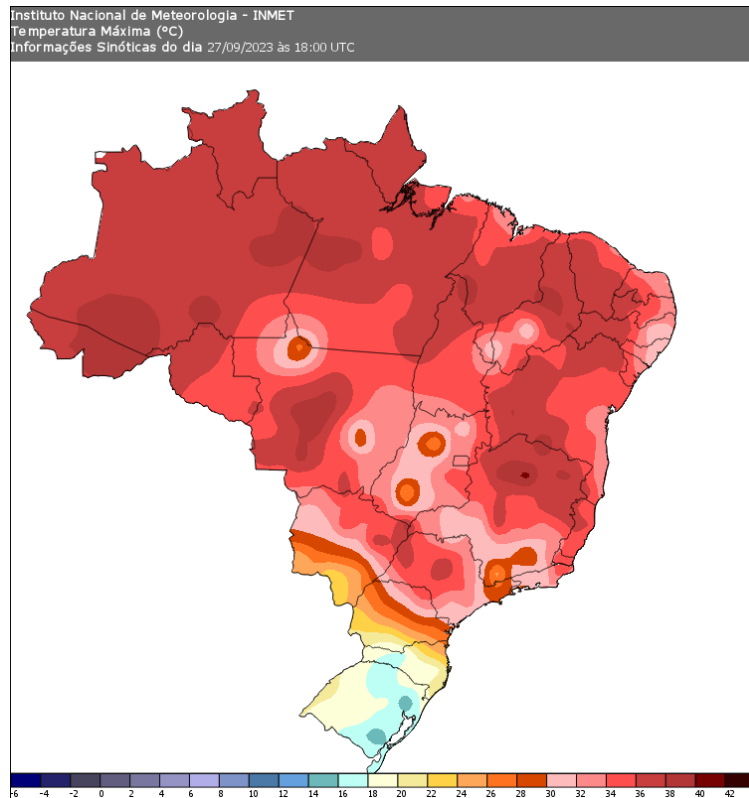 Instituto Nacional de Meteorologia - INMET
Temperatura Máxima (ºC)
Informações Sinóticas do dia 27/09/2023 às 18:00 UTC
-6 -4 -2 0 2 4 6 8 10 12 14 16 18 20 22 24 26 28 30 32 34 36 38 40 42